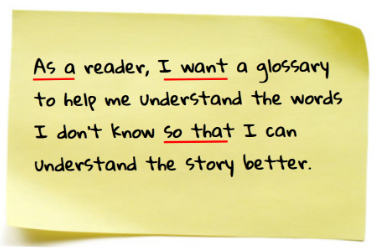 As a reader, I want a glossary
to help me understand the words
I don't know so that I can
understand the story better.